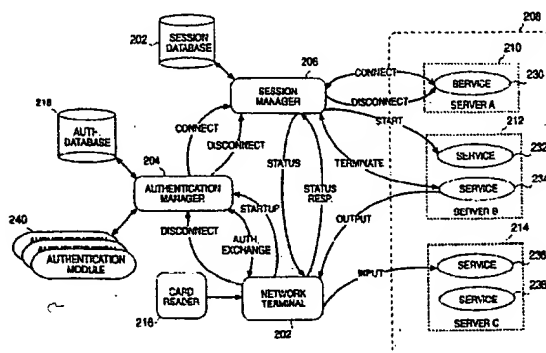 208
202
SESSION
DATABASE
206
SESSION
MANAGER
210
CONNECT
SERVICE
230
DISCONNECT
SERVER A
START
218
AUTH.
DATABASE
CONNECT
DISCONNECT
212
SERVICE
232
204
AUTHENTICATION
MANAGER
STATUS
STATUS
RESP.
TERMINATE
SERVICE
234
SERVER B
STARTUP
OUTPUT
240
AUTHENTICATION
MODULE
DISCONNECT
AUTH.
EXCHANGE
214
SERVICE
236
INPUT
CARD
READER
216
NETWORK
TERMINAL
202
SERVICE
238
SERVER C